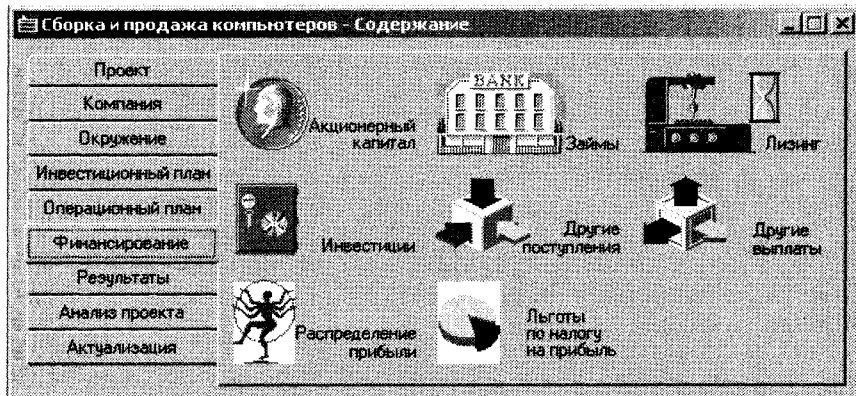 Сборка и продажа компьютеров - Содержание
Проект
Компания
Окружение
Инвестиционный план
Операционный план
Финансирование
Результаты
Анализ проекта
Актуализация
Акционерный
капитал
BANK
Займы
Лизинг
Инвестиции
Другие
поступления
Другие
выплаты
Распределение
прибыли
Льготы
по налогу
на прибыль